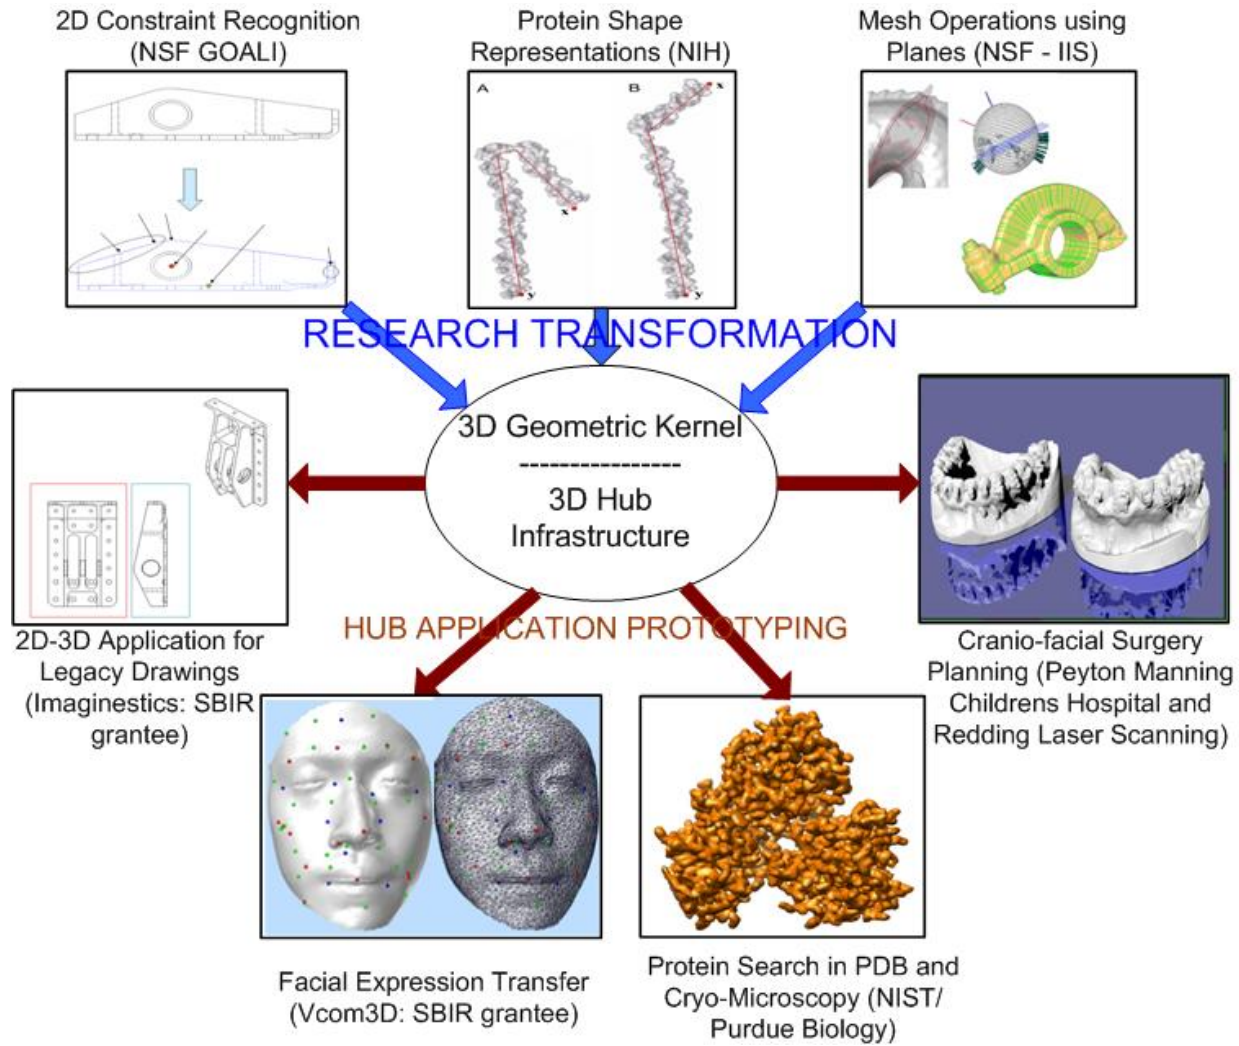 2D Constraint Recognition
(NSF GOALI)
Protein Shape
Representations (NIH)
Mesh Operations using
Planes (NSF - IIS)
A
B
x
x
y
y
RESEARCH TRANSFORMATION
3D Geometric Kernel
----------------
3D Hub
Infrastructure
HUB APPLICATION PROTOTYPING
2D-3D Application for
Legacy Drawings
(Imaginestics: SBIR
grantee)
Cranio-facial Surgery
Planning (Peyton Manning
Childrens Hospital and
Redding Laser Scanning)
Facial Expression Transfer
(Vcom3D: SBIR grantee)
Protein Search in PDB and
Cryo-Microscopy (NIST/
Purdue Biology)